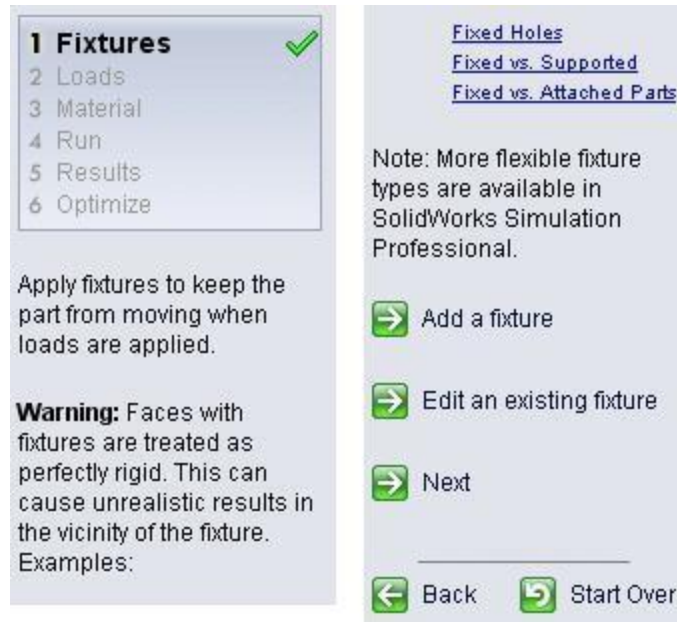 1 Fixtures
2 Loads
3 Material
4 Run
5 Results
6 Optimize
Apply fixtures to keep the
part from moving when
loads are applied.
Warning: Faces with
fixtures are treated as
perfectly rigid. This can
cause unrealistic results in
the vicinity of the fixture.
Examples:
Fixed Holes
Fixed vs. Supported
Fixed vs. Attached Parts
Note: More flexible fixture
types are available in
SolidWorks Simulation
Professional.
Add a fixture
Edit an existing fixture
Next
Back Start Over